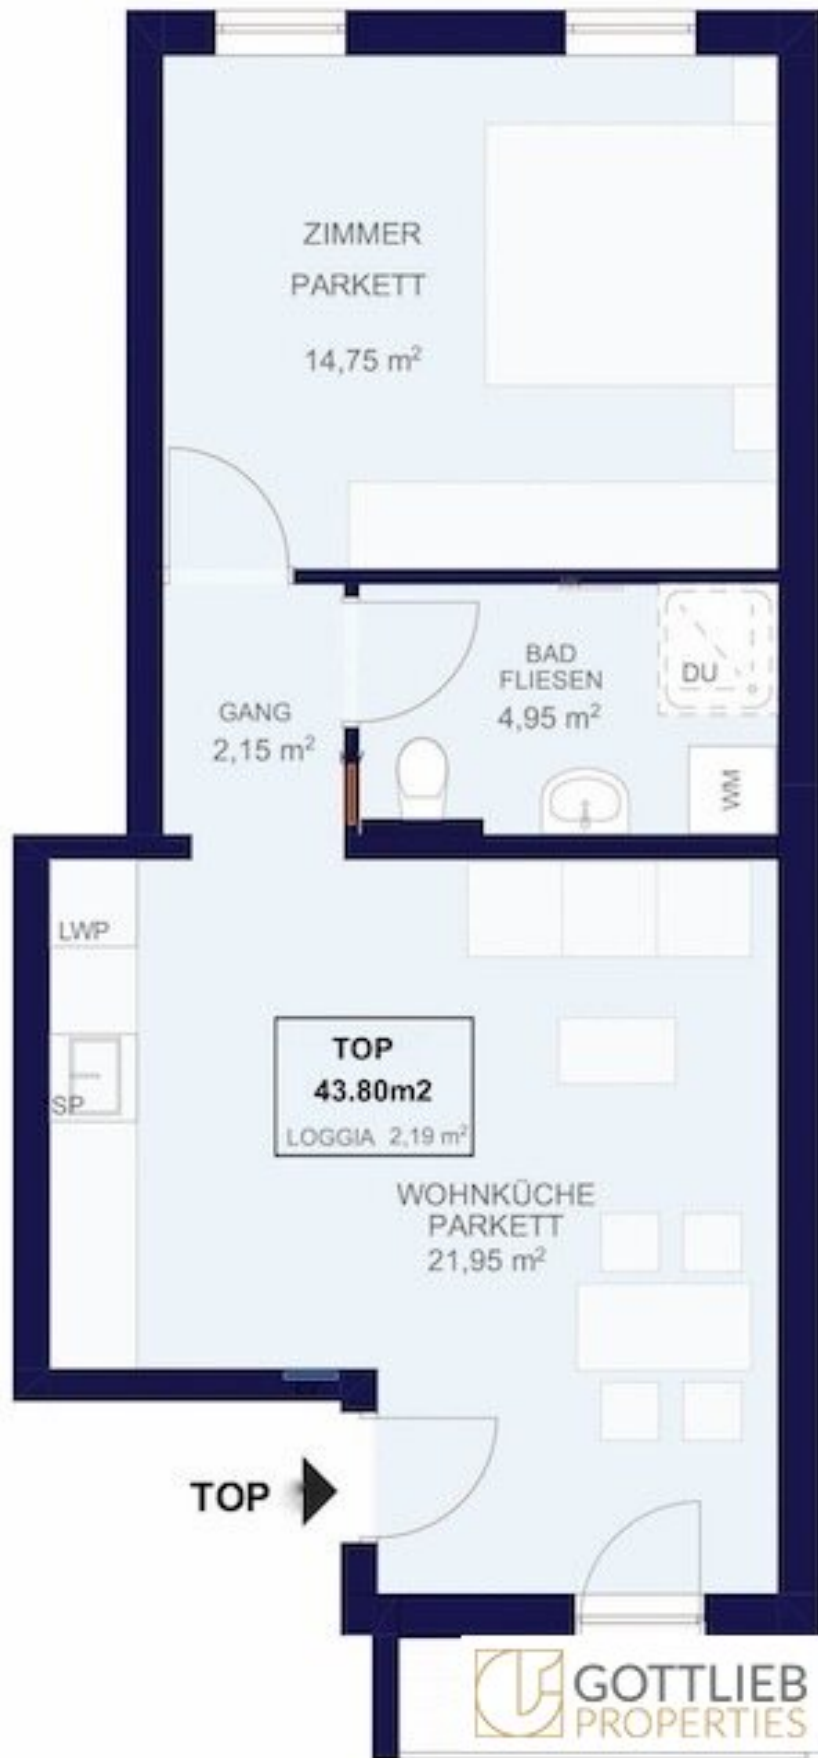 ZIMMER
PARKETT
14,75 m²
BAD
FLIESEN
4,95 m²
DU
GANG
2,15 m²
WM
LWP
TOP
43.80m2
LOGGIA 2,19 m²
SP
WOHNKÜCHE
PARKETT
21,95 m²
TOP
GOTTLIEB
PROPERTIES